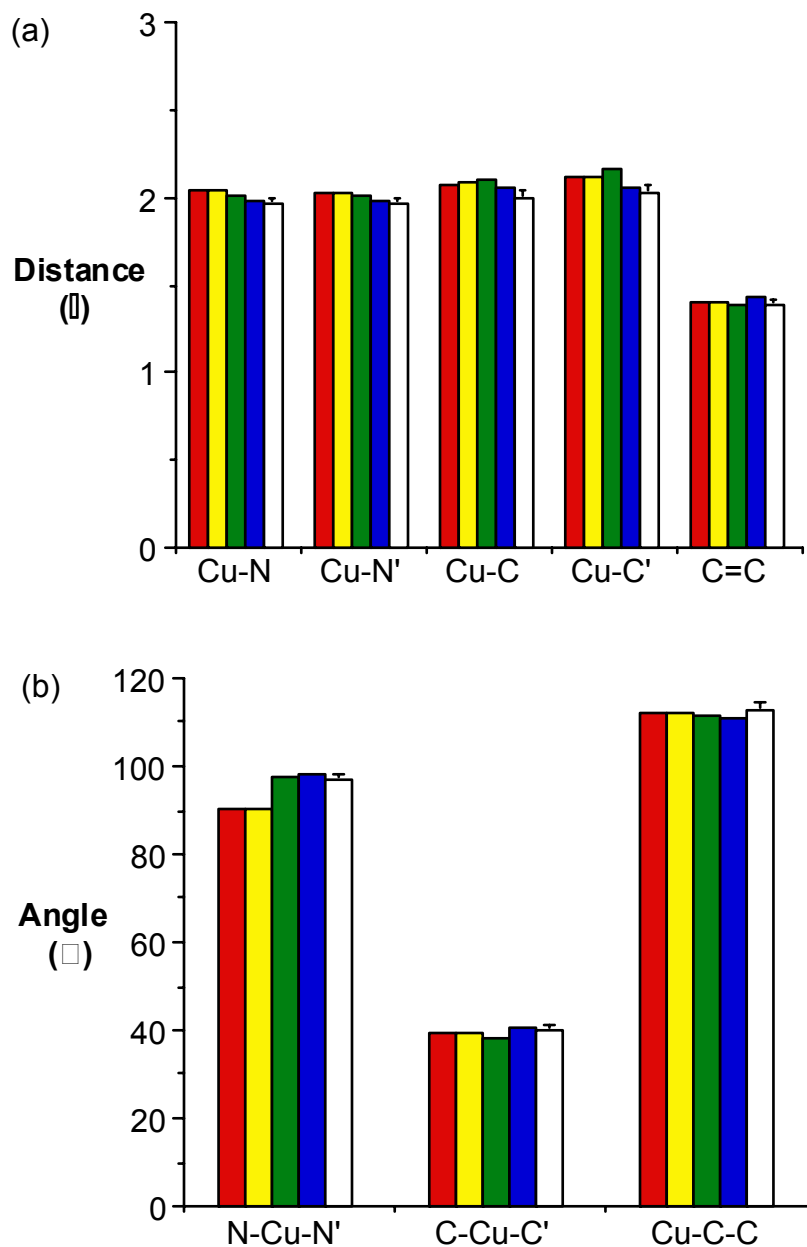 (a)
3
2
1
0
Distance
(▯)
Cu-N Cu-N' Cu-C Cu-C' C=C
(b)
120
100
80
60
40
20
0
Angle
(□)
N-Cu-N' C-Cu-C' Cu-C-C